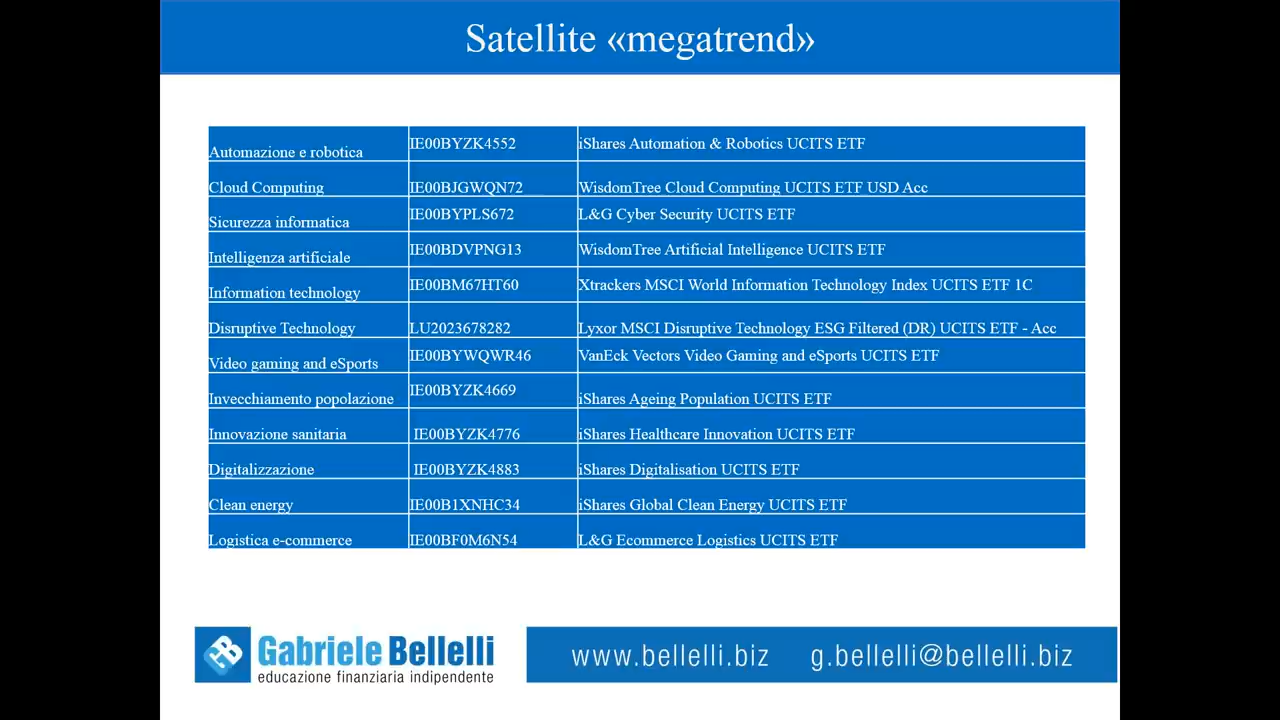 Satellite «megatrend»
Automazione e robotica IE00BYZK4552 iShares Automation & Robotics UCITS ETF
Cloud Computing IE00BJGWQN72 WisdomTree Cloud Computing UCITS ETF USD Acc
Sicurezza informatica IE00BYPLS672 L&G Cyber Security UCITS ETF
Intelligenza artificiale IE00BDVPNG13 WisdomTree Artificial Intelligence UCITS ETF
Information technology IE00BM67HT60 Xtrackers MSCI World Information Technology Index UCITS ETF 1C
Disruptive Technology LU2023678282 Lyxor MSCI Disruptive Technology ESG Filtered (DR) UCITS ETF - Acc
Video gaming and eSports IE00BYWQWR46 VanEck Vectors Video Gaming and eSports UCITS ETF
Invecchiamento popolazione IE00BYZK4669 iShares Ageing Population UCITS ETF
Innovazione sanitaria IE00BYZK4776 iShares Healthcare Innovation UCITS ETF
Digitalizzazione IE00BYZK4883 iShares Digitalisation UCITS ETF
Clean energy IE00B1XNHC34 iShares Global Clean Energy UCITS ETF
Logistica e-commerce IE00BF0M6N54 L&G Ecommerce Logistics UCITS ETF
GB Gabriele Bellelli
educazione finanziaria indipendente
www.bellelli.biz g.bellelli@bellelli.biz